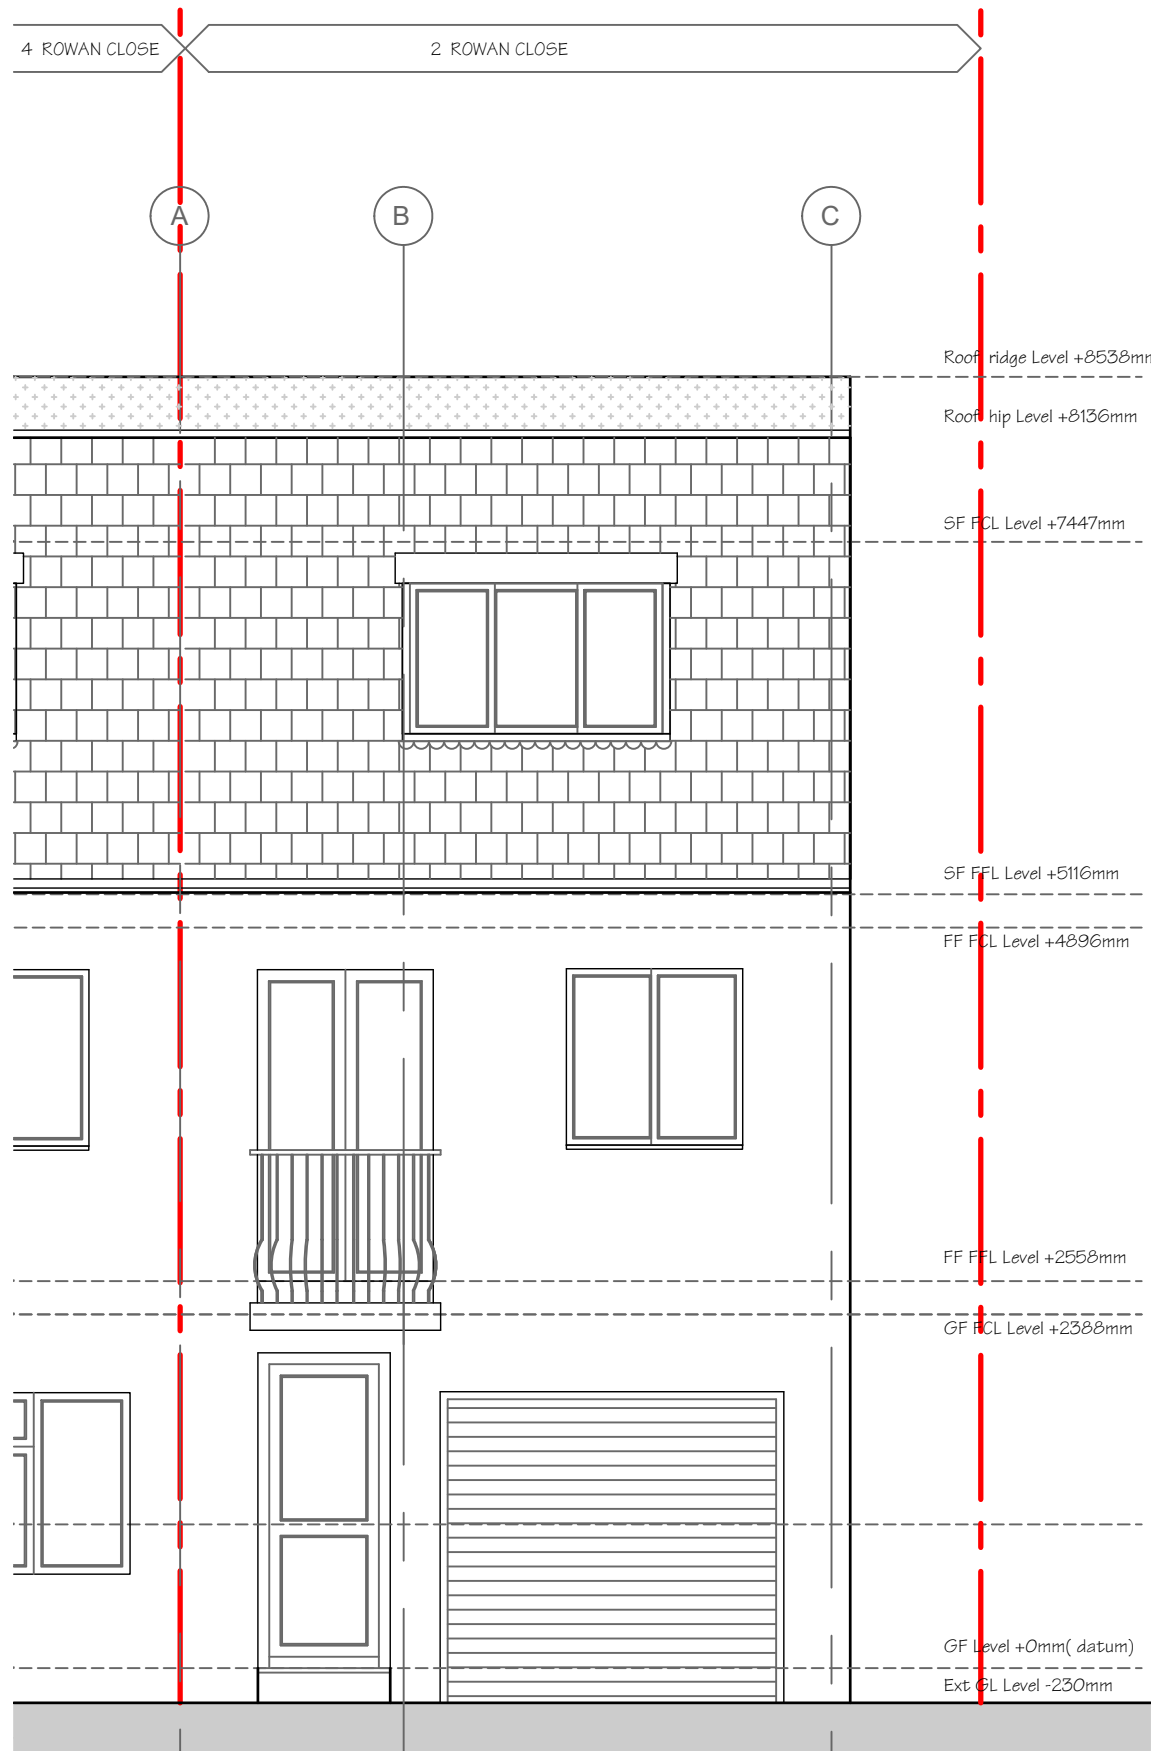 4 ROWAN CLOSE
2 ROWAN CLOSE
A
B
C
Roof ridge Level +8538mm
Roof hip Level +8136mm
SF FCL Level +7447mm
SF FFL Level +5116mm
FF FCL Level +4896mm
FF FFL Level +2558mm
GF FCL Level +2388mm
GF Level +0mm( datum)
Ext GL Level -230mm